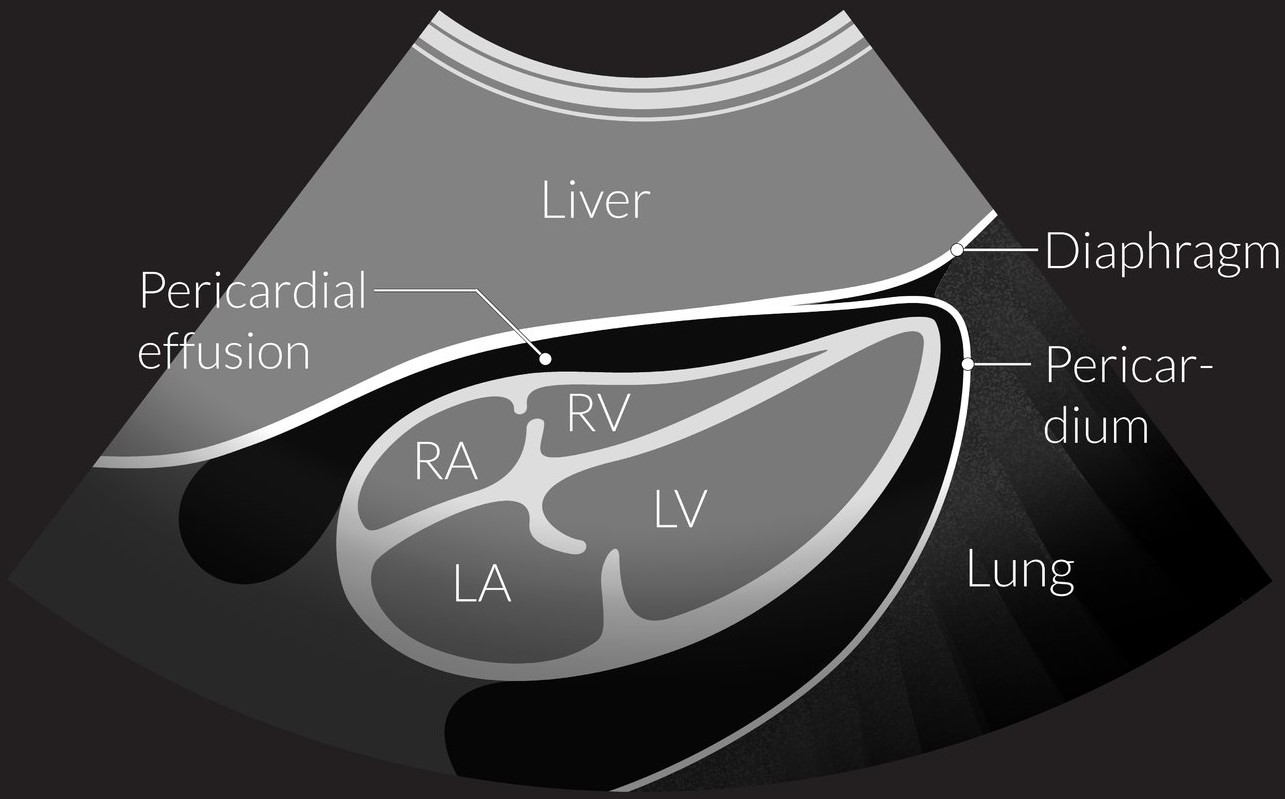 Liver
Diaphragm
Pericardial
effusion
Pericar-
dium
RV
RA
LV
LA
Lung